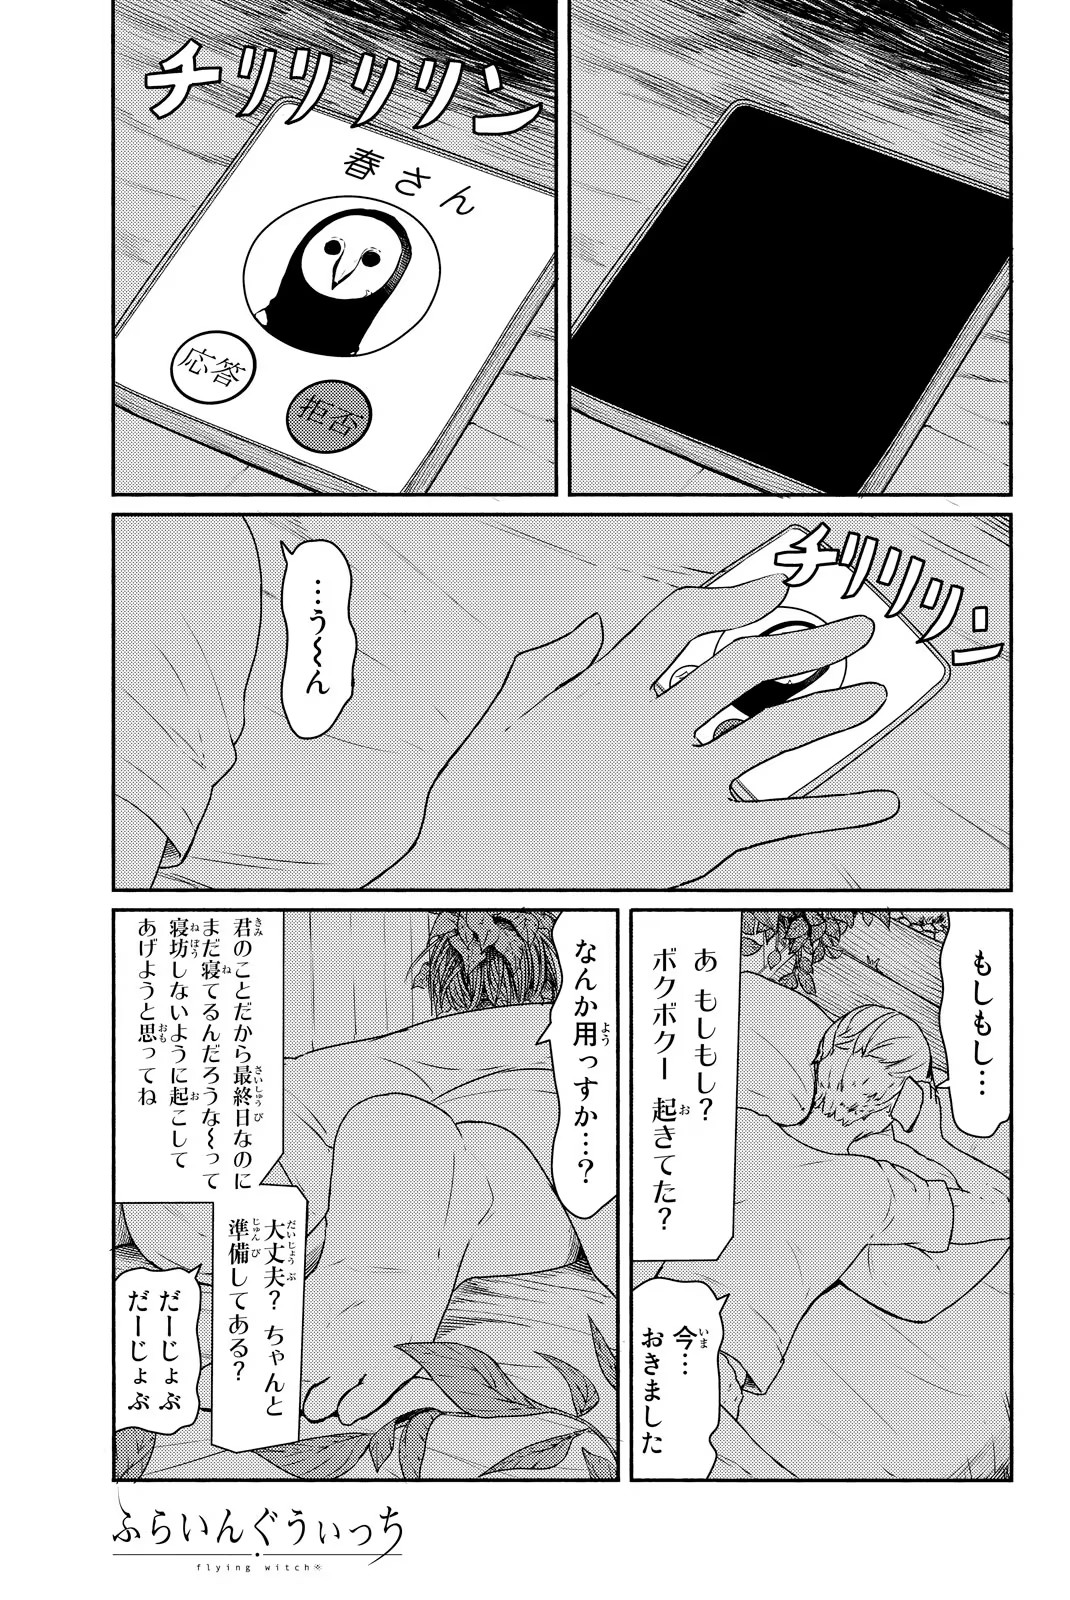 チリリリリン
春さん
応答
拒否
チリリリリン
…う〜ん
もしもし…
あ もしもし?
ボクボクー 起きてた?
今…
おきました
なんか用っすか…?
君のことだから最終日なのに
まだ寝てるんだろうな〜って
寝坊しないように起こして
あげようと思ってね
大丈夫? ちゃんと
準備してある?
だーじょぶ
だーじょぶ
ふらいんぐうぃっち
flying witch